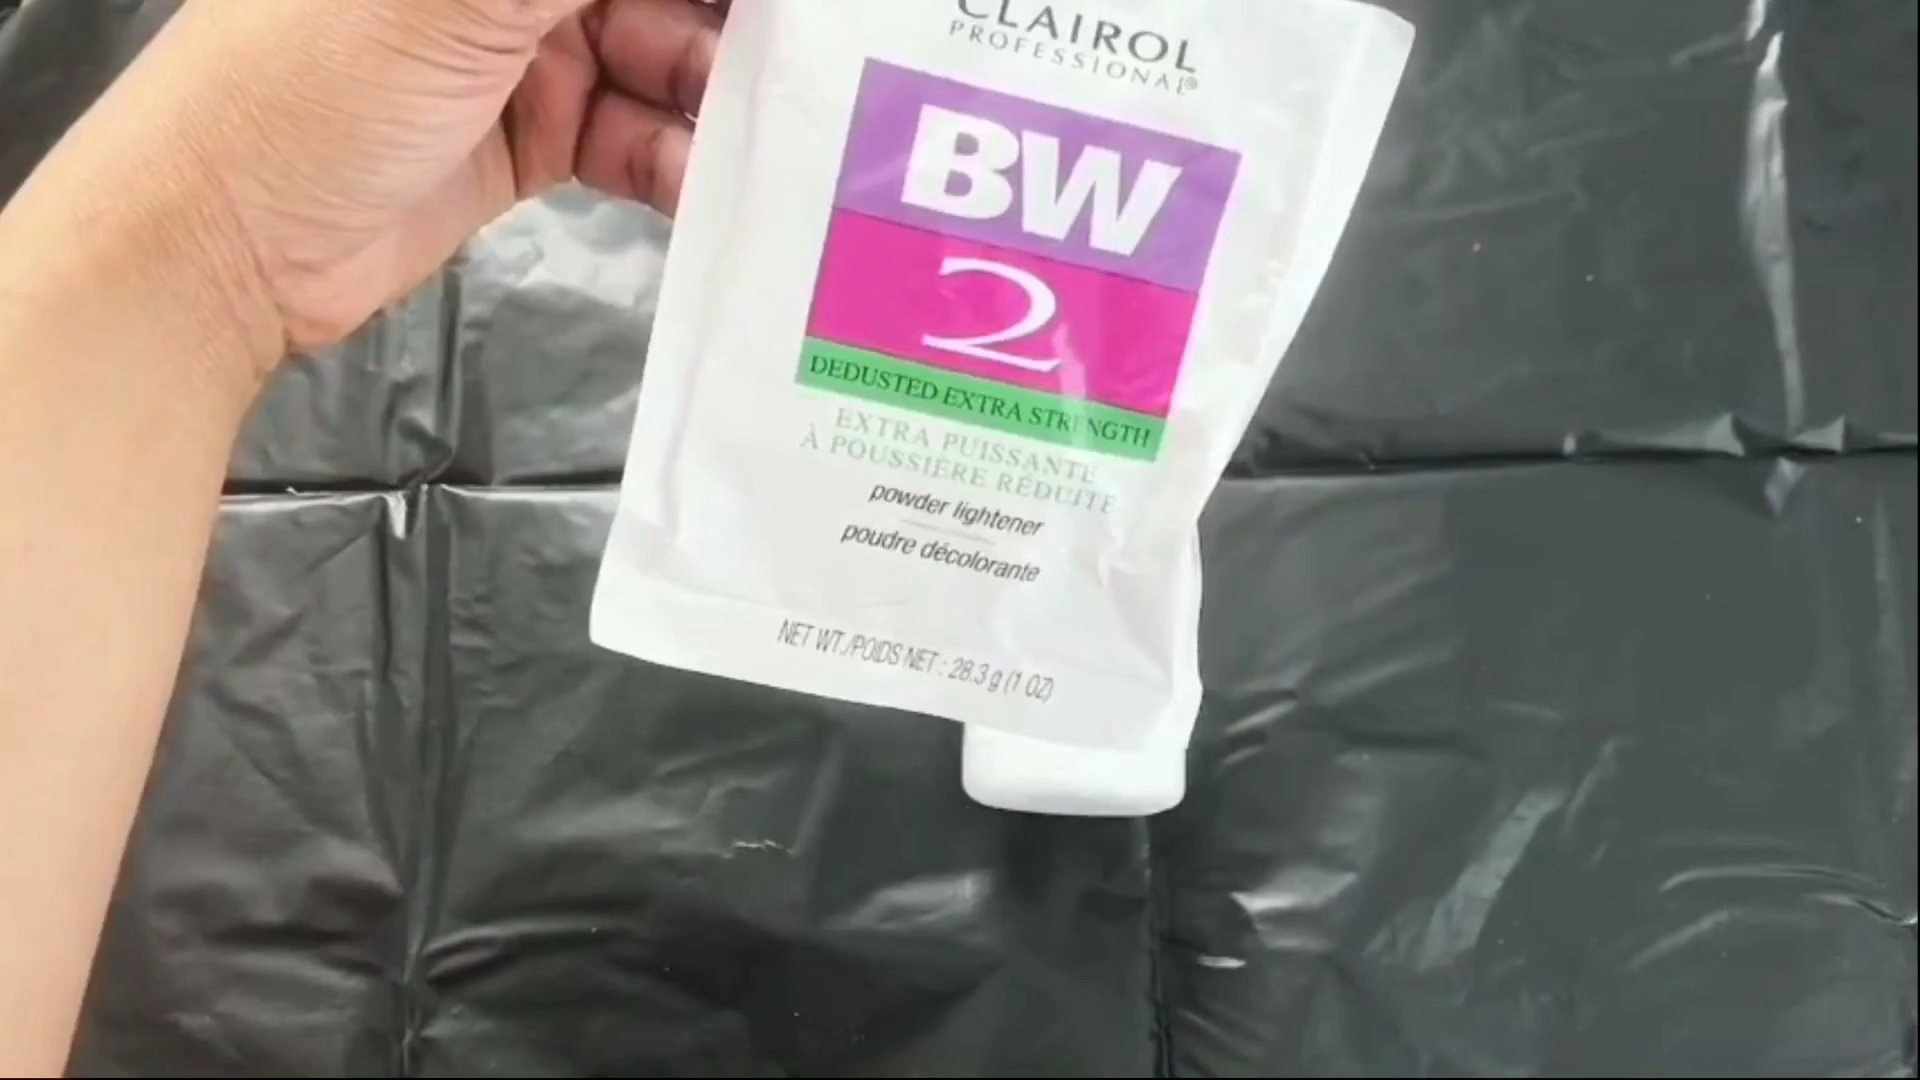 CLAIROL
PROFESSIONAL®
BW
2
DEDUSTED EXTRA STRENGTH
EXTRA PUISSANTE
À POUSSIÈRE RÉDUITE
powder lightener
poudre décolorante
NET WT./POIDS NET : 28.3 g (1 OZ)